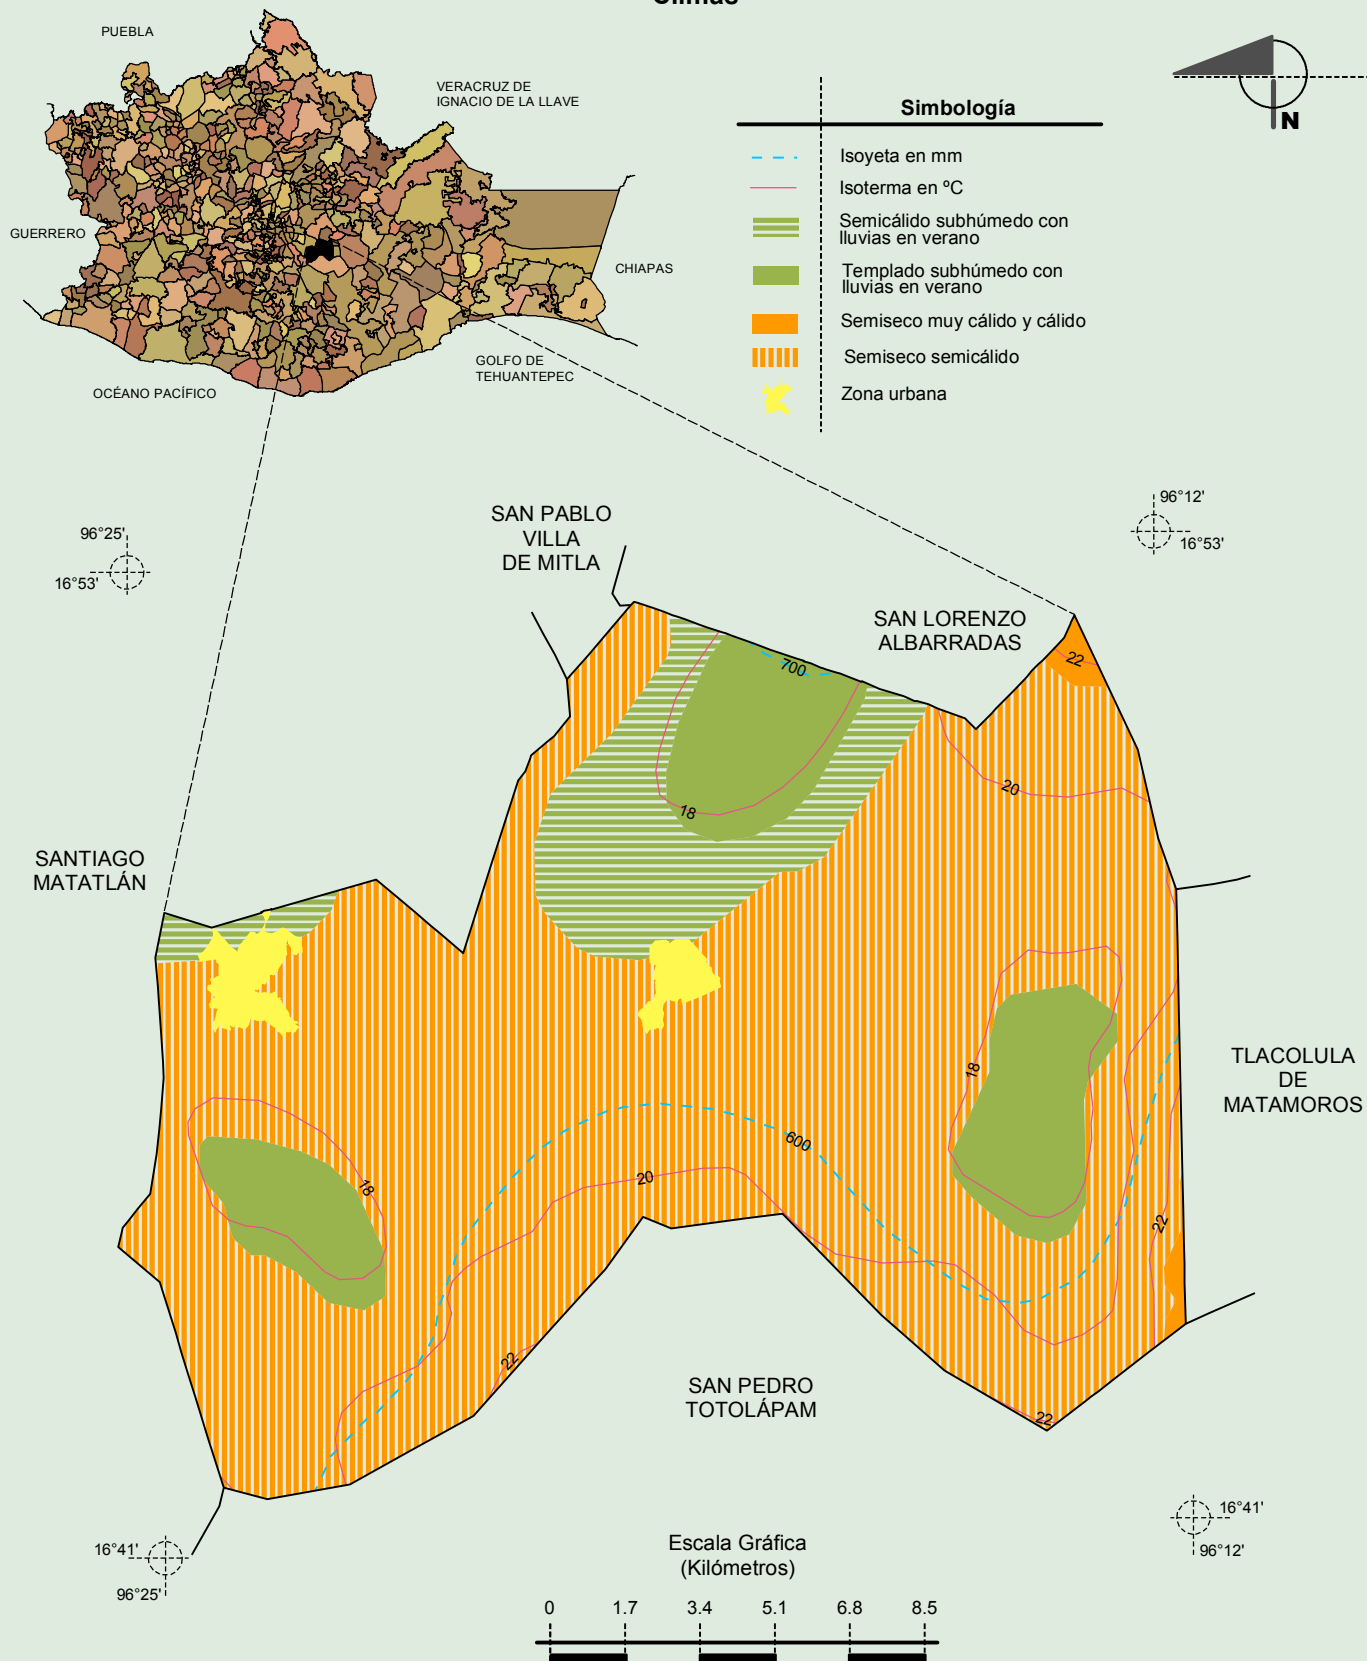 Climas
PUEBLA
VERACRUZ DE
IGNACIO DE LA LLAVE
GUERRERO
CHIAPAS
GOLFO DE
TEHUANTEPEC
OCÉANO PACÍFICO
N
Simbología
Isoyeta en mm
Isoterma en ºC
Semicálido subhúmedo con
lluvias en verano
Templado subhúmedo con
lluvias en verano
Semiseco muy cálido y cálido
Semiseco semicálido
Zona urbana
96°25'
16°53'
96°12'
16°53'
SAN PABLO
VILLA
DE MITLA
SAN LORENZO
ALBARRADAS
22
700
20
18
SANTIAGO
MATATLÁN
TLACOLULA
DE
MATAMOROS
18
600
20
18
22
22
22
SAN PEDRO
TOTOLÁPAM
16°41'
96°25'
16°41'
96°12'
Escala Gráfica
(Kilómetros)
0 1.7 3.4 5.1 6.8 8.5